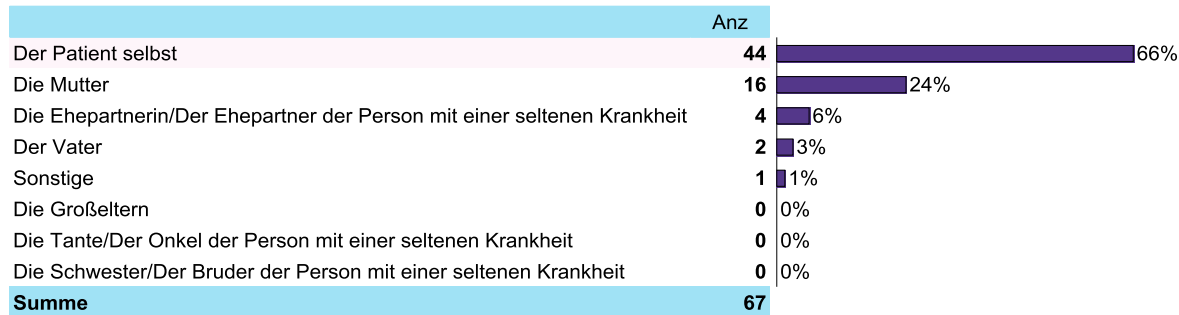 Anz
Der Patient selbst 44 66%
Die Mutter 16 24%
Die Ehepartnerin/Der Ehepartner der Person mit einer seltenen Krankheit 4 6%
Der Vater 2 3%
Sonstige 1 1%
Die Großeltern 0 0%
Die Tante/Der Onkel der Person mit einer seltenen Krankheit 0 0%
Die Schwester/Der Bruder der Person mit einer seltenen Krankheit 0 0%
Summe 67